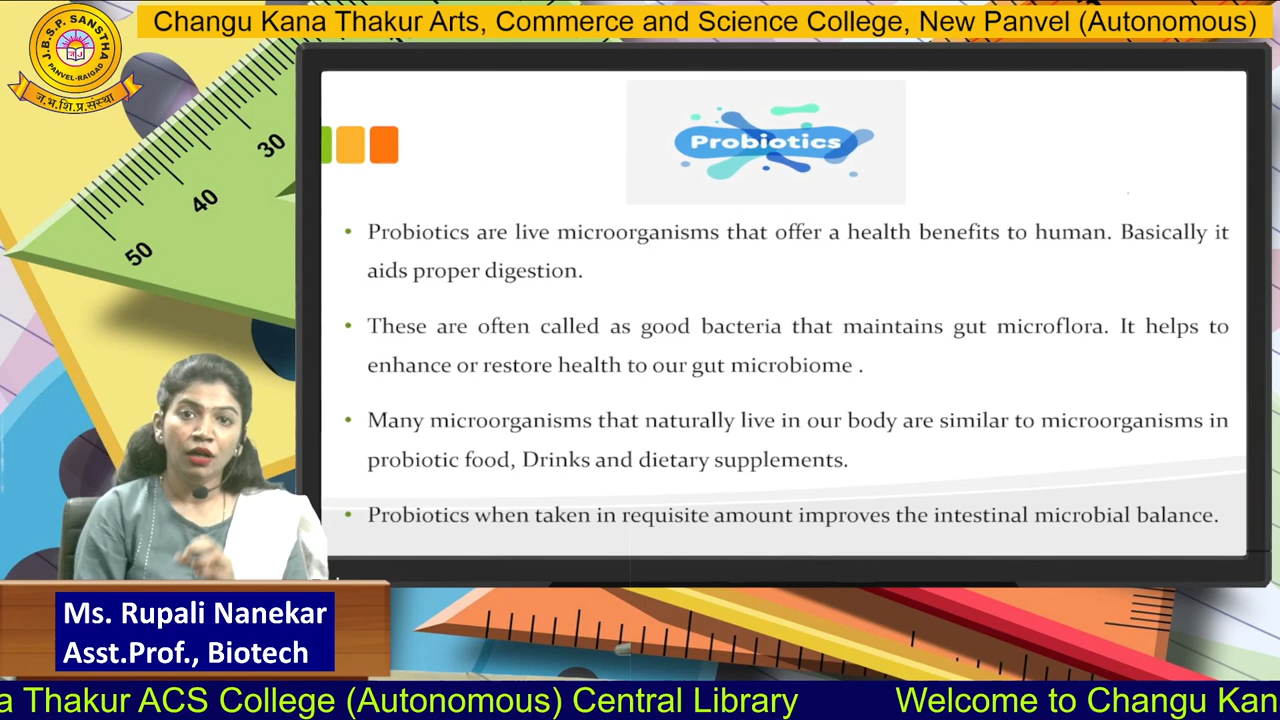 Changu Kana Thakur Arts, Commerce and Science College, New Panvel (Autonomous)
J.B.S.P. SANSTHA
PANVEL-RAIGAD
ज.भ.शि.प्र.संस्था
30
40
50
Probiotics
• Probiotics are live microorganisms that offer a health benefits to human. Basically it
aids proper digestion.
• These are often called as good bacteria that maintains gut microflora. It helps to
enhance or restore health to our gut microbiome .
• Many microorganisms that naturally live in our body are similar to microorganisms in
probiotic food, Drinks and dietary supplements.
• Probiotics when taken in requisite amount improves the intestinal microbial balance.
Ms. Rupali Nanekar
Asst.Prof., Biotech
a Thakur ACS College (Autonomous) Central Library Welcome to Changu Kan